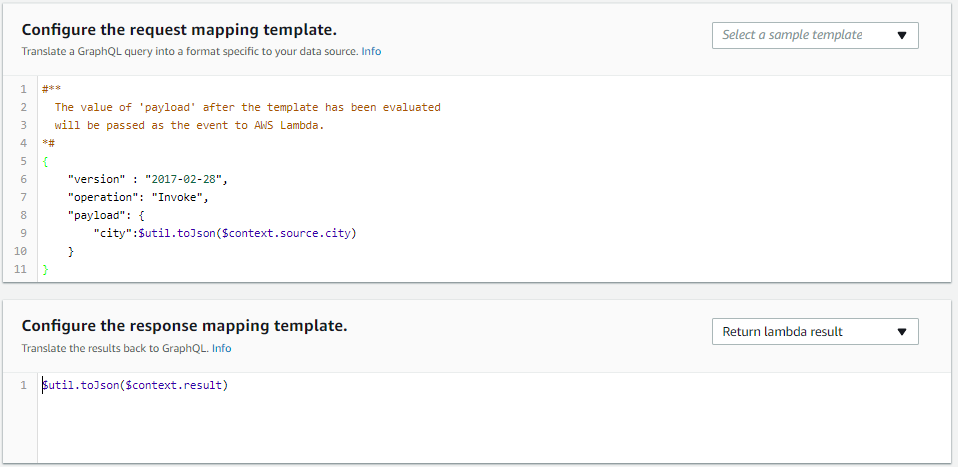 Configure the request mapping template.
Select a sample template
Translate a GraphQL query into a format specific to your data source. Info
1 #**
2 The value of 'payload' after the template has been evaluated
3 will be passed as the event to AWS Lambda.
4 *#
5 {
6 "version" : "2017-02-28",
7 "operation": "Invoke",
8 "payload": {
9 "city":$util.toJson($context.source.city)
10 }
11 }
Configure the response mapping template.
Return lambda result
Translate the results back to GraphQL. Info
1 $util.toJson($context.result)